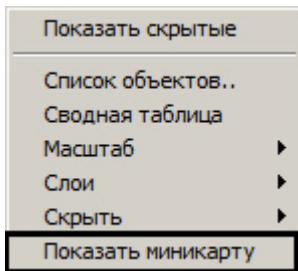 Показать скрытые
Список объектов..
Сводная таблица
Масштаб
Слои
Скрыть
Показать миникарту